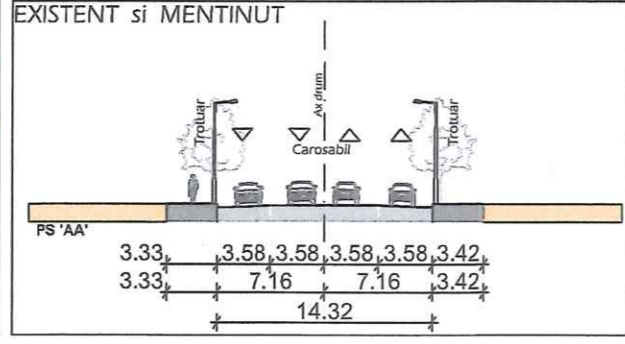 EXISTENT si MENTINUT
Ax drum
Trotuar
Trotuar
Carosabil
PS 'AA'
3.33 3.58 3.58 3.58 3.58 3.42
3.33 7.16 7.16 3.42
14.32